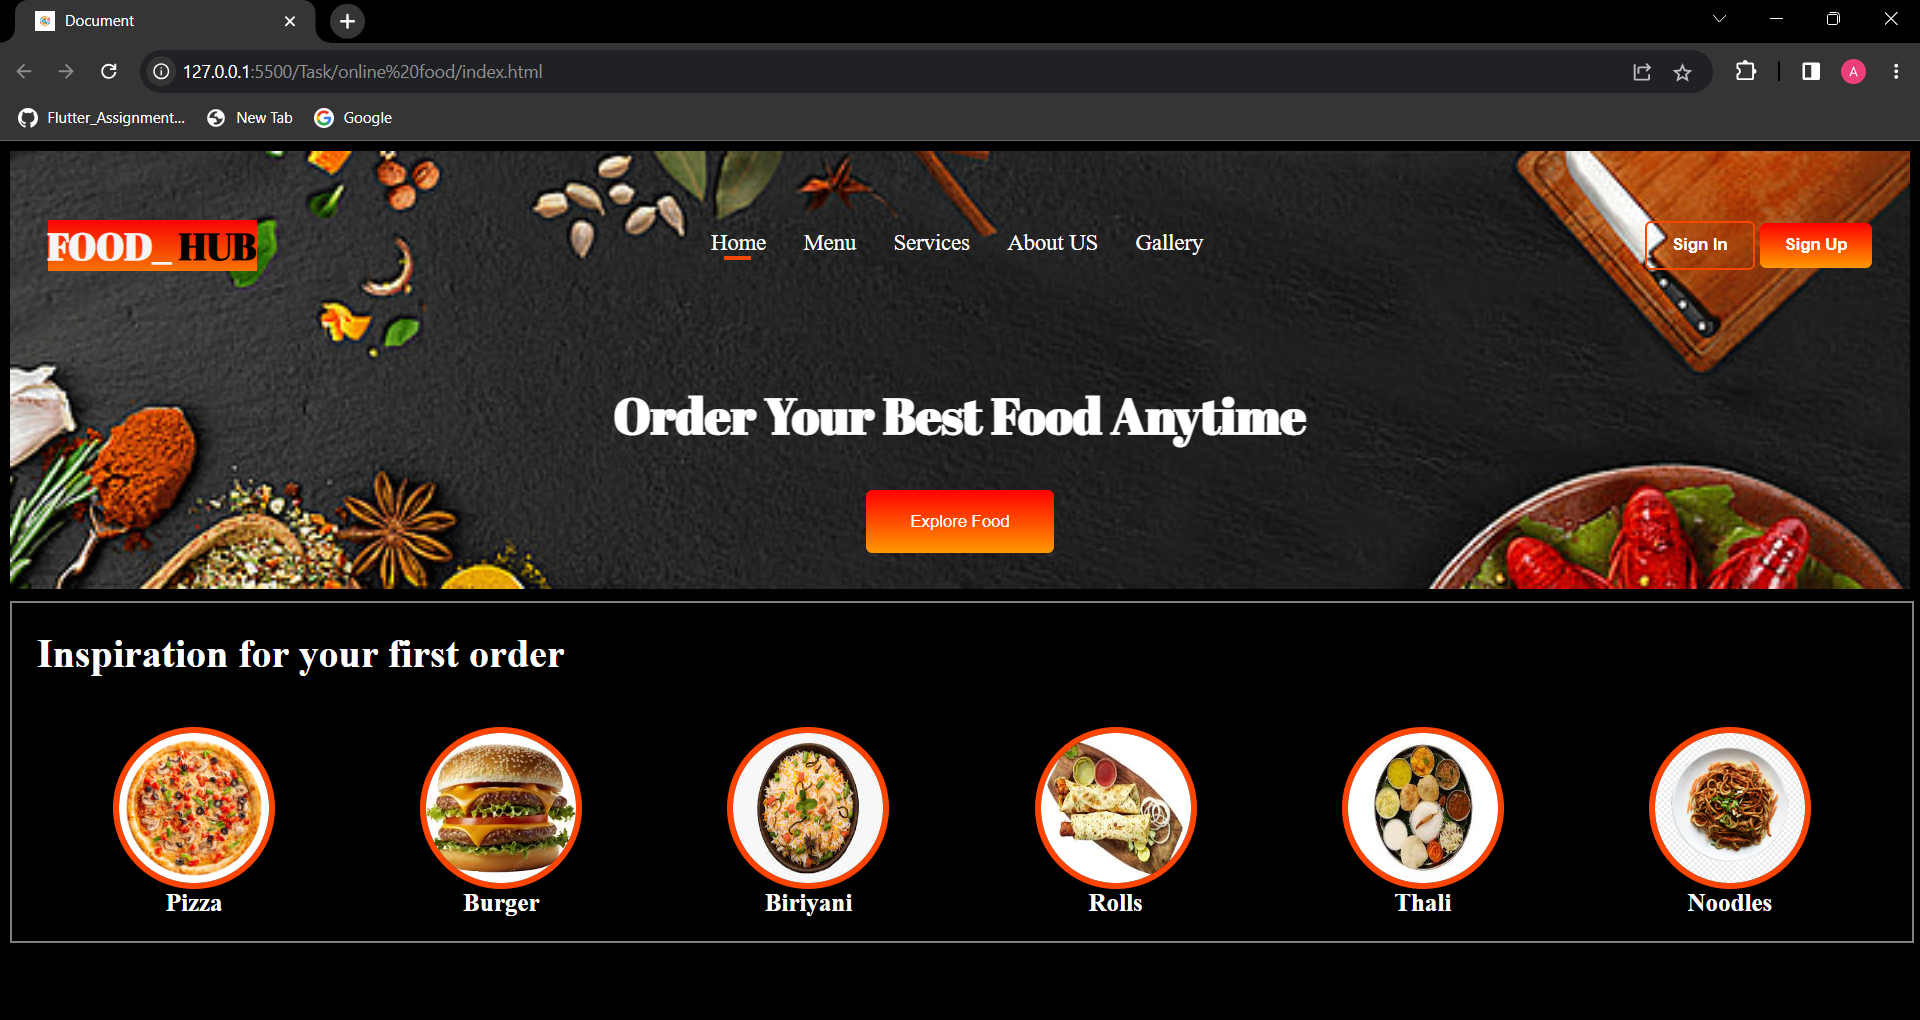 Document
127.0.0.1:5500/Task/online%20food/index.html
A
Flutter_Assignment... New Tab Google
FOOD_ HUB
Home Menu Services About US Gallery
Sign In Sign Up
Order Your Best Food Anytime
Explore Food
Inspiration for your first order
Pizza Burger Biriyani Rolls Thali Noodles